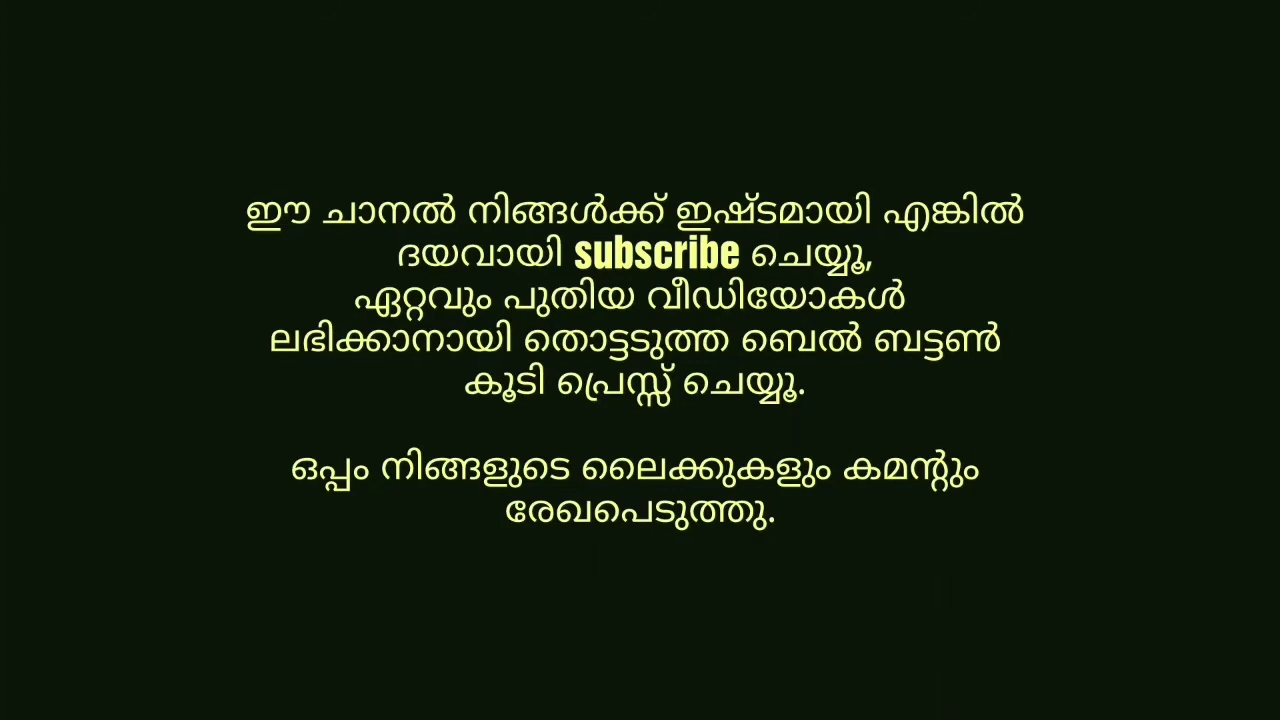 ഈ ചാനൽ നിങ്ങൾക്ക് ഇഷ്ടമായി എങ്കിൽ
ദയവായി subscribe ചെയ്യൂ,
ഏറ്റവും പുതിയ വീഡിയോകൾ
ലഭിക്കാനായി തൊട്ടടുത്ത ബെൽ ബട്ടൺ
കൂടി പ്രെസ്സ് ചെയ്യൂ.
ഒപ്പം നിങ്ങളുടെ ലൈക്കുകളും കമന്റും
രേഖപെടുത്തു.